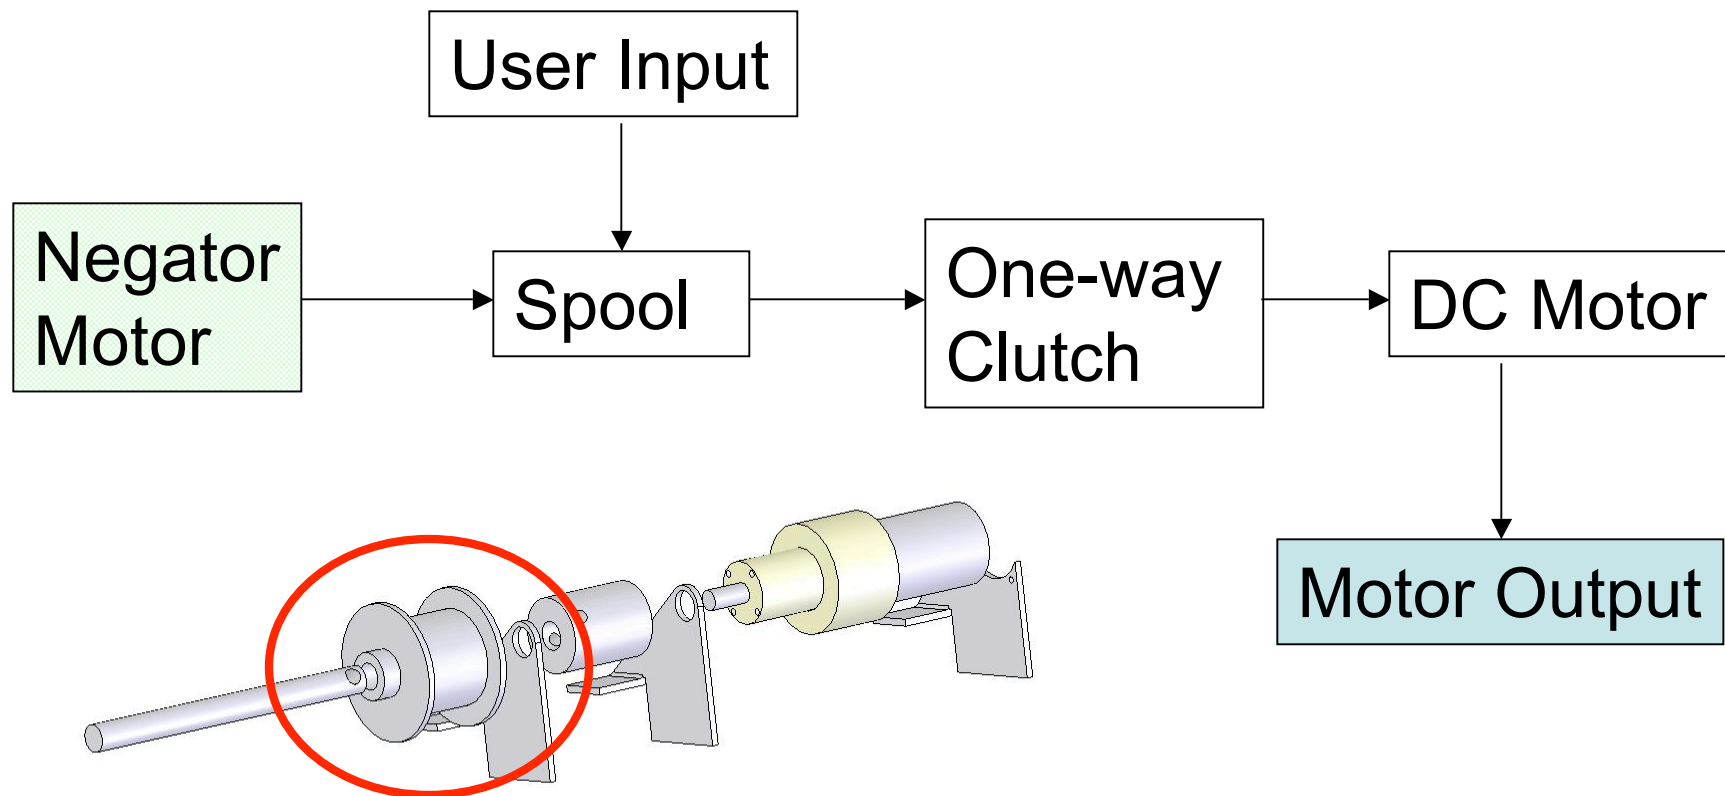 User Input
Negator
Motor
Spool
One-way
Clutch
DC Motor
Motor Output